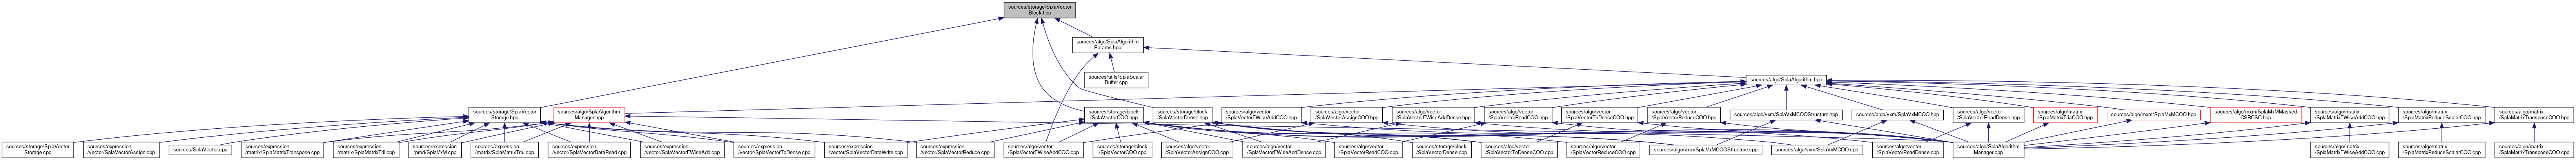 sources/storage/SplaVector
Block.hpp
sources/algo/SplaAlgorithm
Params.hpp
sources/utils/SplaScalar
Buffer.cpp
sources/algo/SplaAlgorithm.hpp
sources/storage/SplaVector
Storage.hpp
sources/algo/SplaAlgorithm
Manager.hpp
sources/storage/block
/SplaVectorCOO.hpp
sources/storage/block
/SplaVectorDense.hpp
sources/algo/vector
/SplaVectorEWiseAddCOO.hpp
sources/algo/vector
/SplaVectorAssignCOO.hpp
sources/algo/vector
/SplaVectorEWiseAddDense.hpp
sources/algo/vector
/SplaVectorReadCOO.hpp
sources/algo/vector
/SplaVectorToDenseCOO.hpp
sources/algo/vector
/SplaVectorReduceCOO.hpp
sources/algo/vxm/SplaVxMCOOStructure.hpp
sources/algo/vxm/SplaVxMCOO.hpp
sources/algo/vector
/SplaVectorReadDense.hpp
sources/algo/matrix
/SplaMatrixTrialCOO.hpp
sources/algo/mxm/SplaMxMCOO.hpp
sources/algo/mxm/SplaMxMMasked
CSRCSC.hpp
sources/algo/matrix
/SplaMatrixEWiseAddCOO.hpp
sources/algo/matrix
/SplaMatrixReduceScalarCOO.hpp
sources/algo/matrix
/SplaMatrixTransposeCOO.hpp
sources/storage/SplaVector
Storage.cpp
sources/expression
/vector/SplaVectorAssign.cpp
sources/SplaVector.cpp
sources/expression
/matrix/SplaMatrixTranspose.cpp
sources/expression
/matrix/SplaMatrixTril.cpp
sources/expression
/prod/SplaVxM.cpp
sources/expression
/matrix/SplaMatrixTriu.cpp
sources/expression
/vector/SplaVectorDataRead.cpp
sources/expression
/vector/SplaVectorEWiseAdd.cpp
sources/expression
/vector/SplaVectorToDense.cpp
sources/expression
/vector/SplaVectorDataWrite.cpp
sources/expression
/vector/SplaVectorReduce.cpp
sources/algo/vector
/SplaVectorEWiseAddCOO.cpp
sources/storage/block
/SplaVectorCOO.cpp
sources/algo/vector
/SplaVectorAssignCOO.cpp
sources/algo/vector
/SplaVectorEWiseAddDense.cpp
sources/algo/vector
/SplaVectorReadCOO.cpp
sources/storage/block
/SplaVectorDense.cpp
sources/algo/vector
/SplaVectorToDenseCOO.cpp
sources/algo/vector
/SplaVectorReduceCOO.cpp
sources/algo/vxm/SplaVxMCOOStructure.cpp
sources/algo/vxm/SplaVxMCOO.cpp
sources/algo/vector
/SplaVectorReadDense.cpp
sources/algo/SplaAlgorithm
Manager.cpp
sources/algo/matrix
/SplaMatrixEWiseAddCOO.cpp
sources/algo/matrix
/SplaMatrixReduceScalarCOO.cpp
sources/algo/matrix
/SplaMatrixTransposeCOO.cpp